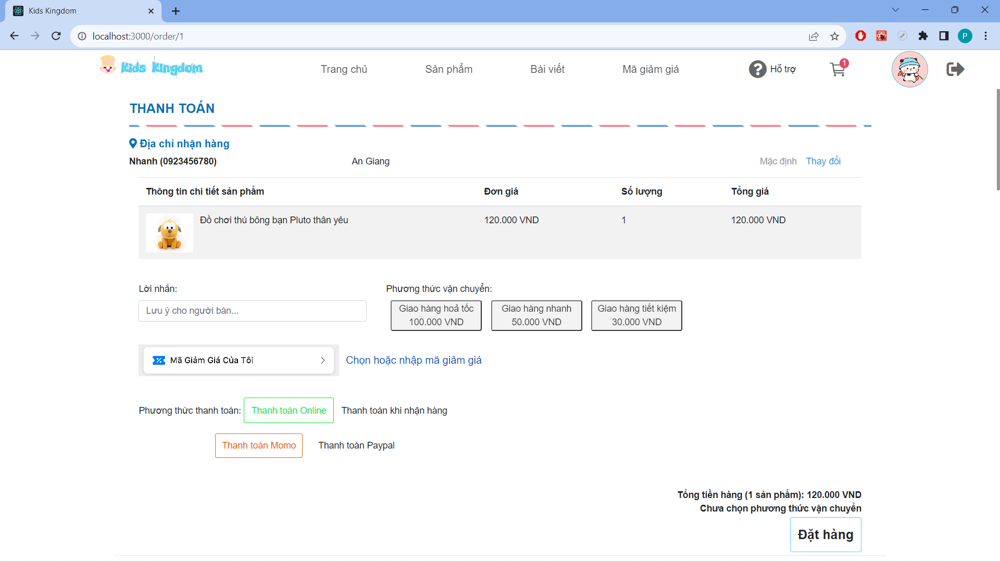 Kids Kingdom
localhost:3000/order/1
P
Kids Kingdom
Trang chủ
Sản phẩm
Bài viết
Mã giảm giá
Hỗ trợ
1
THANH TOÁN
Địa chỉ nhận hàng
Nhanh (0923456780) An Giang Mặc định Thay đổi
Thông tin chi tiết sản phẩm Đơn giá Số lượng Tổng giá
Đồ chơi thú bông bạn Pluto thân yêu 120.000 VND 1 120.000 VND
Lời nhắn:
Lưu ý cho người bán...
Phương thức vận chuyển:
Giao hàng hoả tốc
100.000 VND
Giao hàng nhanh
50.000 VND
Giao hàng tiết kiệm
30.000 VND
Mã Giảm Giá Của Tôi
Chọn hoặc nhập mã giảm giá
Phương thức thanh toán: Thanh toán Online Thanh toán khi nhận hàng
Thanh toán Momo Thanh toán Paypal
Tổng tiền hàng (1 sản phẩm): 120.000 VND
Chưa chọn phương thức vận chuyển
Đặt hàng